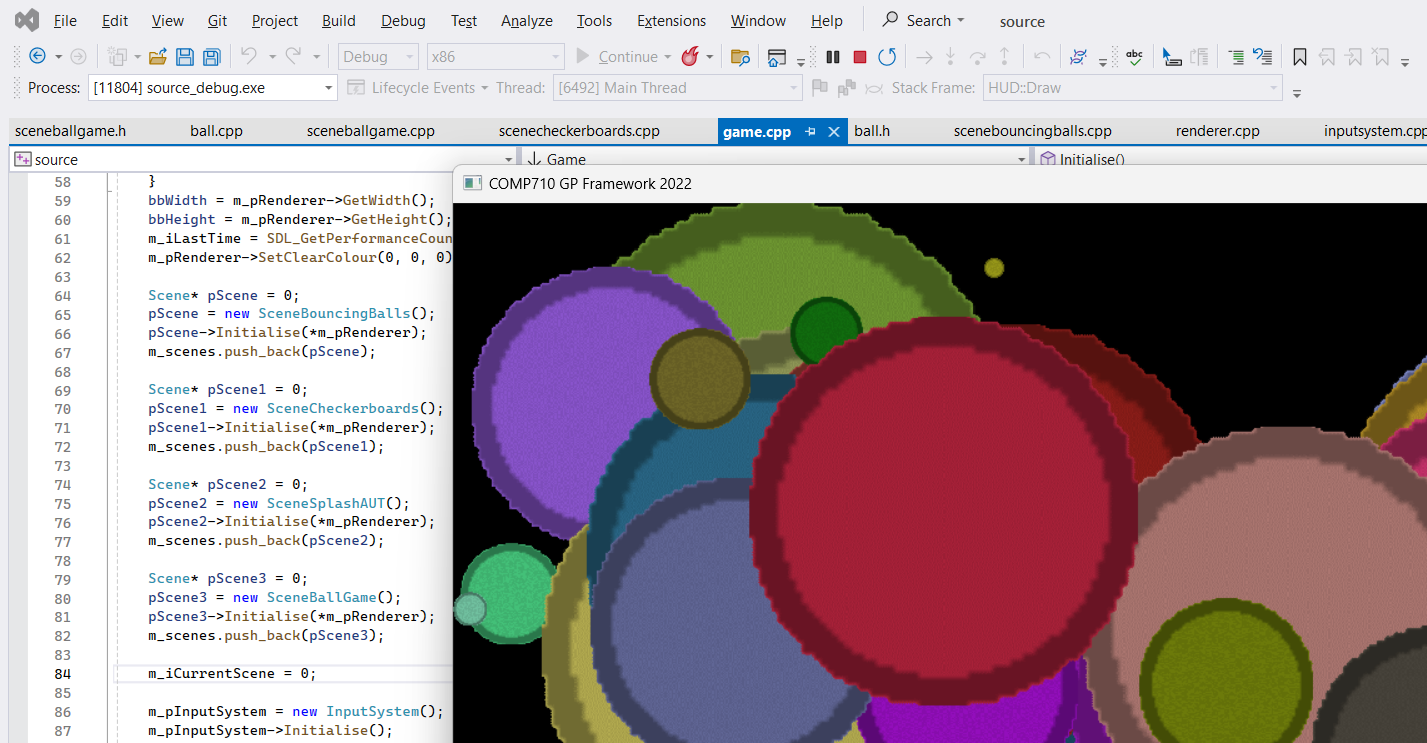 File Edit View Git Project Build Debug Test Analyze Tools Extensions Window Help Search source
Debug x86 Continue abc
Process: [11804] source_debug.exe Lifecycle Events Thread: [6492] Main Thread Stack Frame: HUD::Draw
sceneballgame.h ball.cpp sceneballgame.cpp scenecheckerboards.cpp game.cpp ball.h scenebouncingballs.cpp renderer.cpp inputsystem.cpp
source Game Initialise()
COMP710 GP Framework 2022
58 }
59 bbWidth = m_pRenderer->GetWidth();
60 bbHeight = m_pRenderer->GetHeight();
61 m_iLastTime = SDL_GetPerformanceCoun
62 m_pRenderer->SetClearColour(0, 0, 0)
63
64 Scene* pScene = 0;
65 pScene = new SceneBouncingBalls();
66 pScene->Initialise(*m_pRenderer);
67 m_scenes.push_back(pScene);
68
69 Scene* pScene1 = 0;
70 pScene1 = new SceneCheckerboards();
71 pScene1->Initialise(*m_pRenderer);
72 m_scenes.push_back(pScene1);
73
74 Scene* pScene2 = 0;
75 pScene2 = new SceneSplashAUT();
76 pScene2->Initialise(*m_pRenderer);
77 m_scenes.push_back(pScene2);
78
79 Scene* pScene3 = 0;
80 pScene3 = new SceneBallGame();
81 pScene3->Initialise(*m_pRenderer);
82 m_scenes.push_back(pScene3);
83
84 m_iCurrentScene = 0;
85
86 m_pInputSystem = new InputSystem();
87 m_pInputSystem->Initialise();